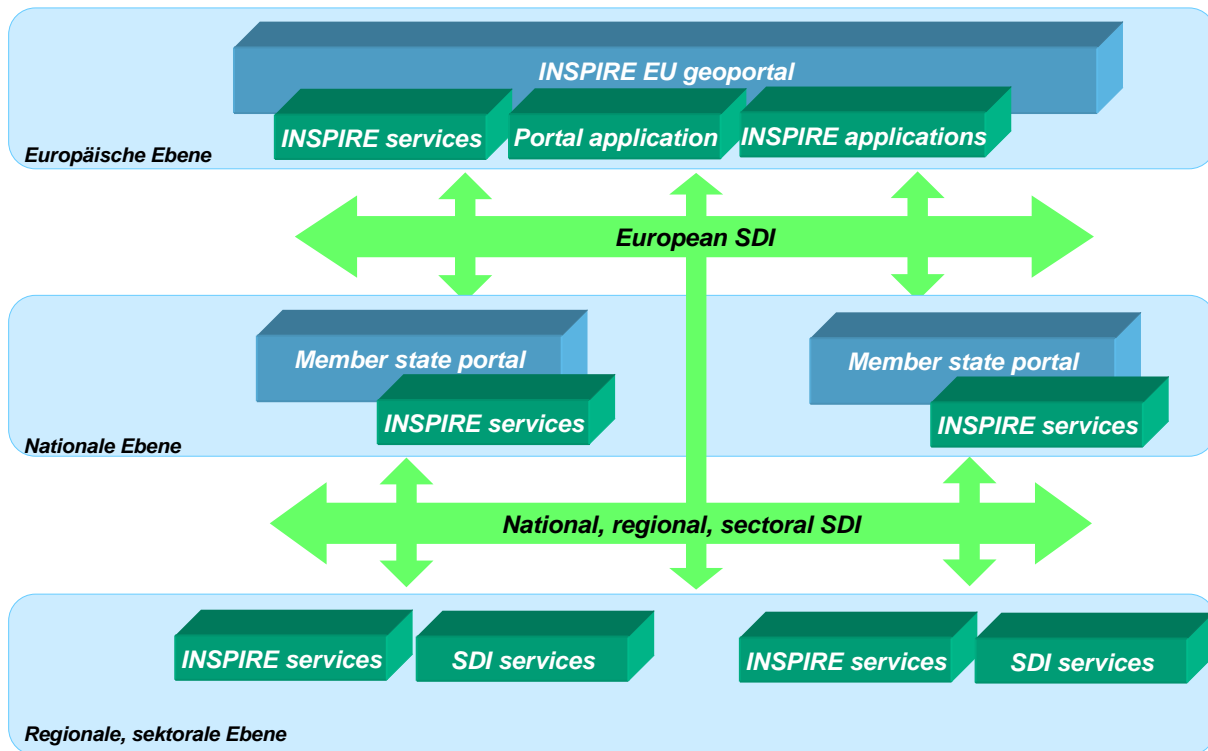 INSPIRE EU geoportal
INSPIRE services
Portal application
INSPIRE applications
Europäische Ebene
European SDI
Member state portal
INSPIRE services
Member state portal
INSPIRE services
Nationale Ebene
National, regional, sectoral SDI
INSPIRE services
SDI services
INSPIRE services
SDI services
Regionale, sektorale Ebene